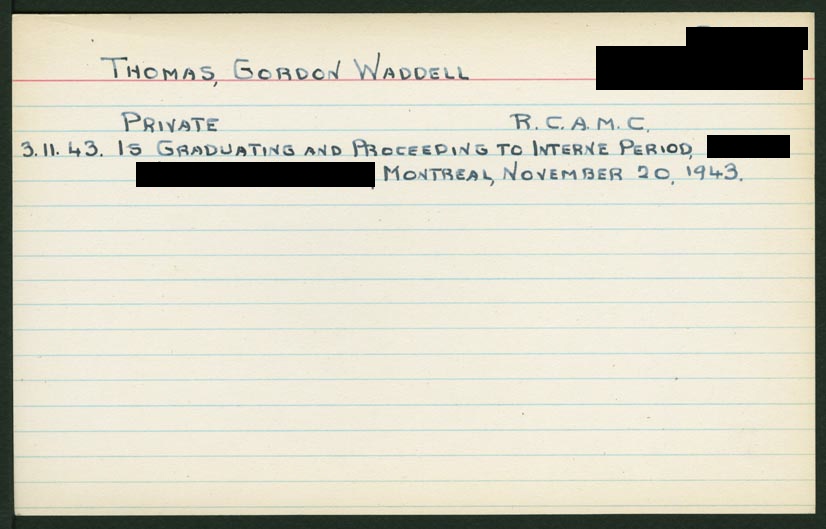 THOMAS, GORDON WADDELL
PRIVATE R.C.A.M.C.
3.11.43. IS GRADUATING AND PROCEEDING TO INTERNE PERIOD,
, MONTREAL, NOVEMBER 20, 1943.